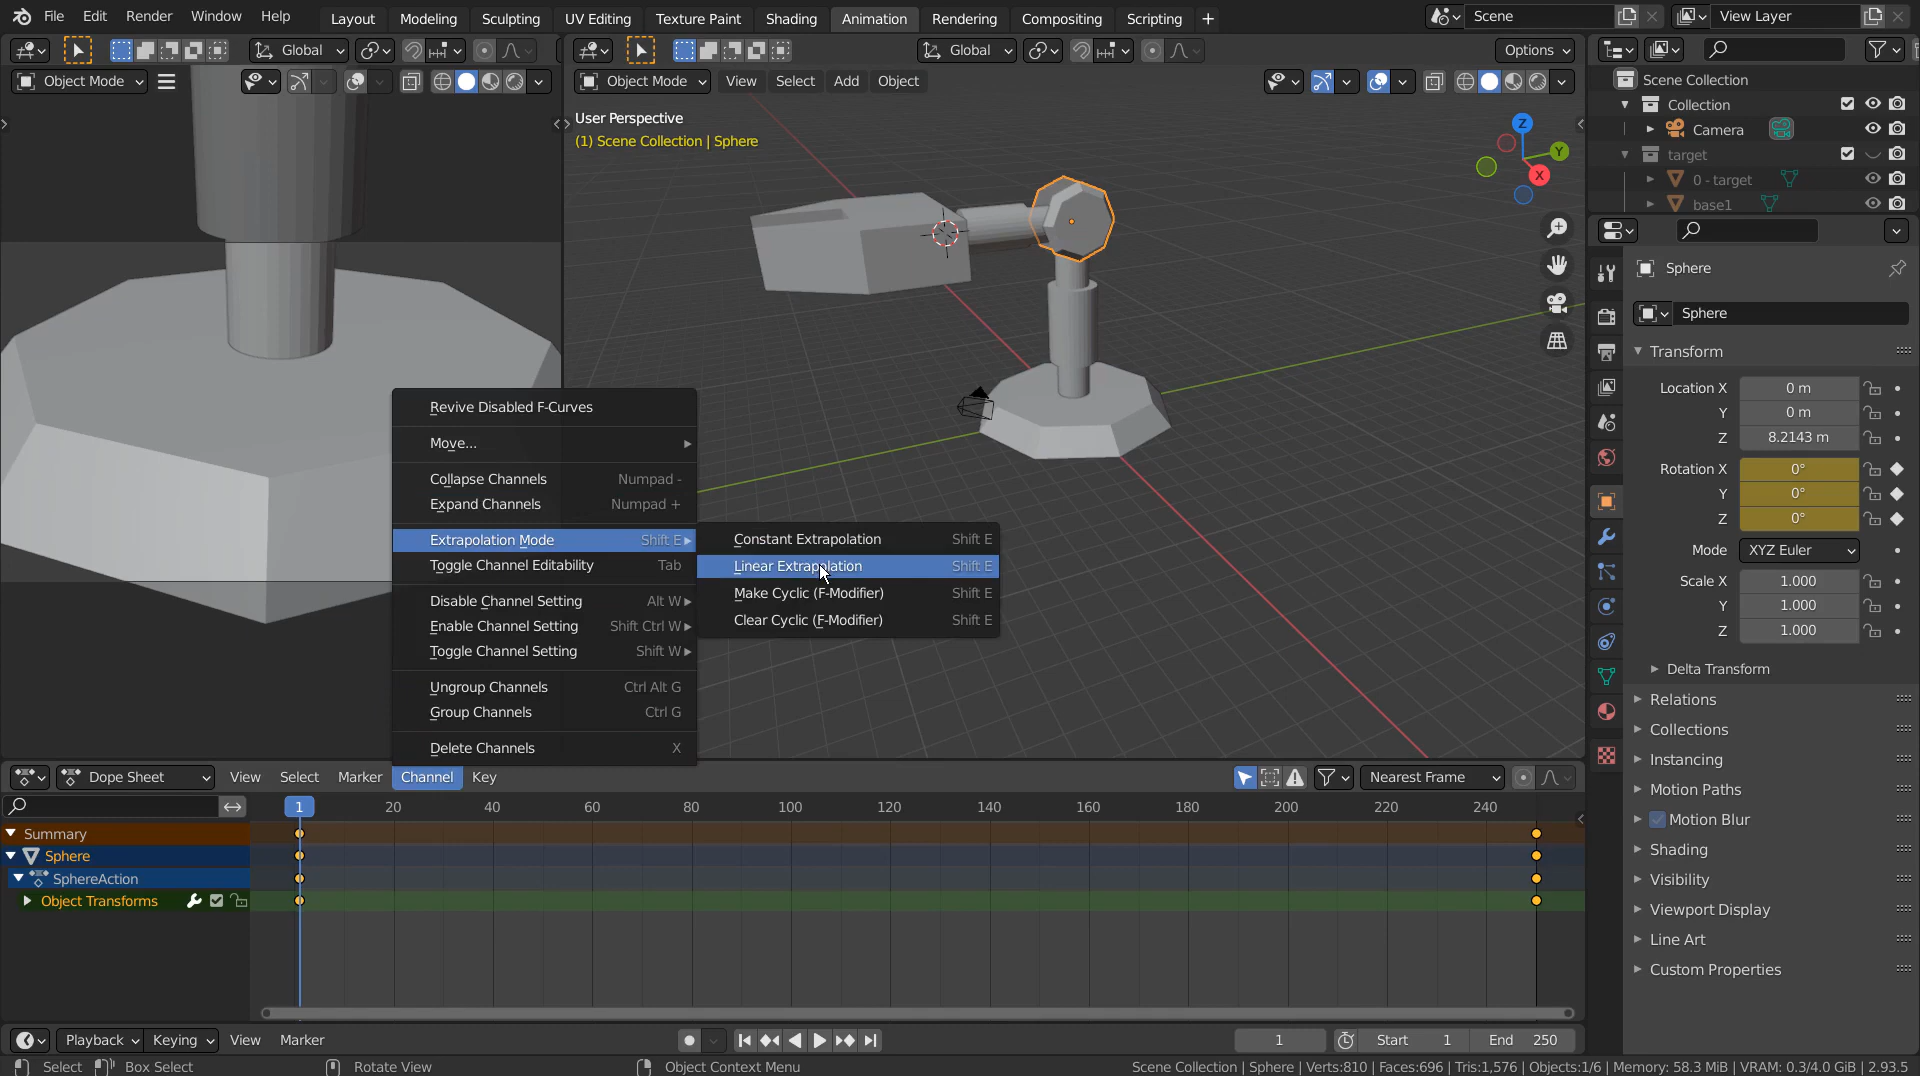 File Edit Render Window Help Layout Modeling Sculpting UV Editing Texture Paint Shading Animation Rendering Compositing Scripting + Scene View Layer
Global Global Options
Object Mode Object Mode View Select Add Object
User Perspective
(1) Scene Collection | Sphere
Z
Y
X
Scene Collection
Collection
Camera
target
0 - target
base1
Sphere
Sphere
Transform
Location X 0 m
Y 0 m
Z 8.2143 m
Rotation X 0°
Y 0°
Z 0°
Mode XYZ Euler
Scale X 1.000
Y 1.000
Z 1.000
Delta Transform
Relations
Collections
Instancing
Motion Paths
Motion Blur
Shading
Visibility
Viewport Display
Line Art
Custom Properties
Revive Disabled F-Curves
Move...
Collapse Channels Numpad -
Expand Channels Numpad +
Extrapolation Mode Shift E
Toggle Channel Editability Tab
Disable Channel Setting Alt W
Enable Channel Setting Shift Ctrl W
Toggle Channel Setting Shift W
Ungroup Channels Ctrl Alt G
Group Channels Ctrl G
Delete Channels X
Constant Extrapolation Shift E
Linear Extrapolation Shift E
Make Cyclic (F-Modifier) Shift E
Clear Cyclic (F-Modifier) Shift E
Dope Sheet View Select Marker Channel Key Nearest Frame
1 20 40 60 80 100 120 140 160 180 200 220 240
Summary
Sphere
SphereAction
Object Transforms
Playback Keying View Marker 1 Start 1 End 250
Select Box Select Rotate View Object Context Menu Scene Collection | Sphere | Verts:810 | Faces:696 | Tris:1,576 | Objects:1/6 | Memory: 58.3 MiB | VRAM: 0.3/4.0 GiB | 2.93.5